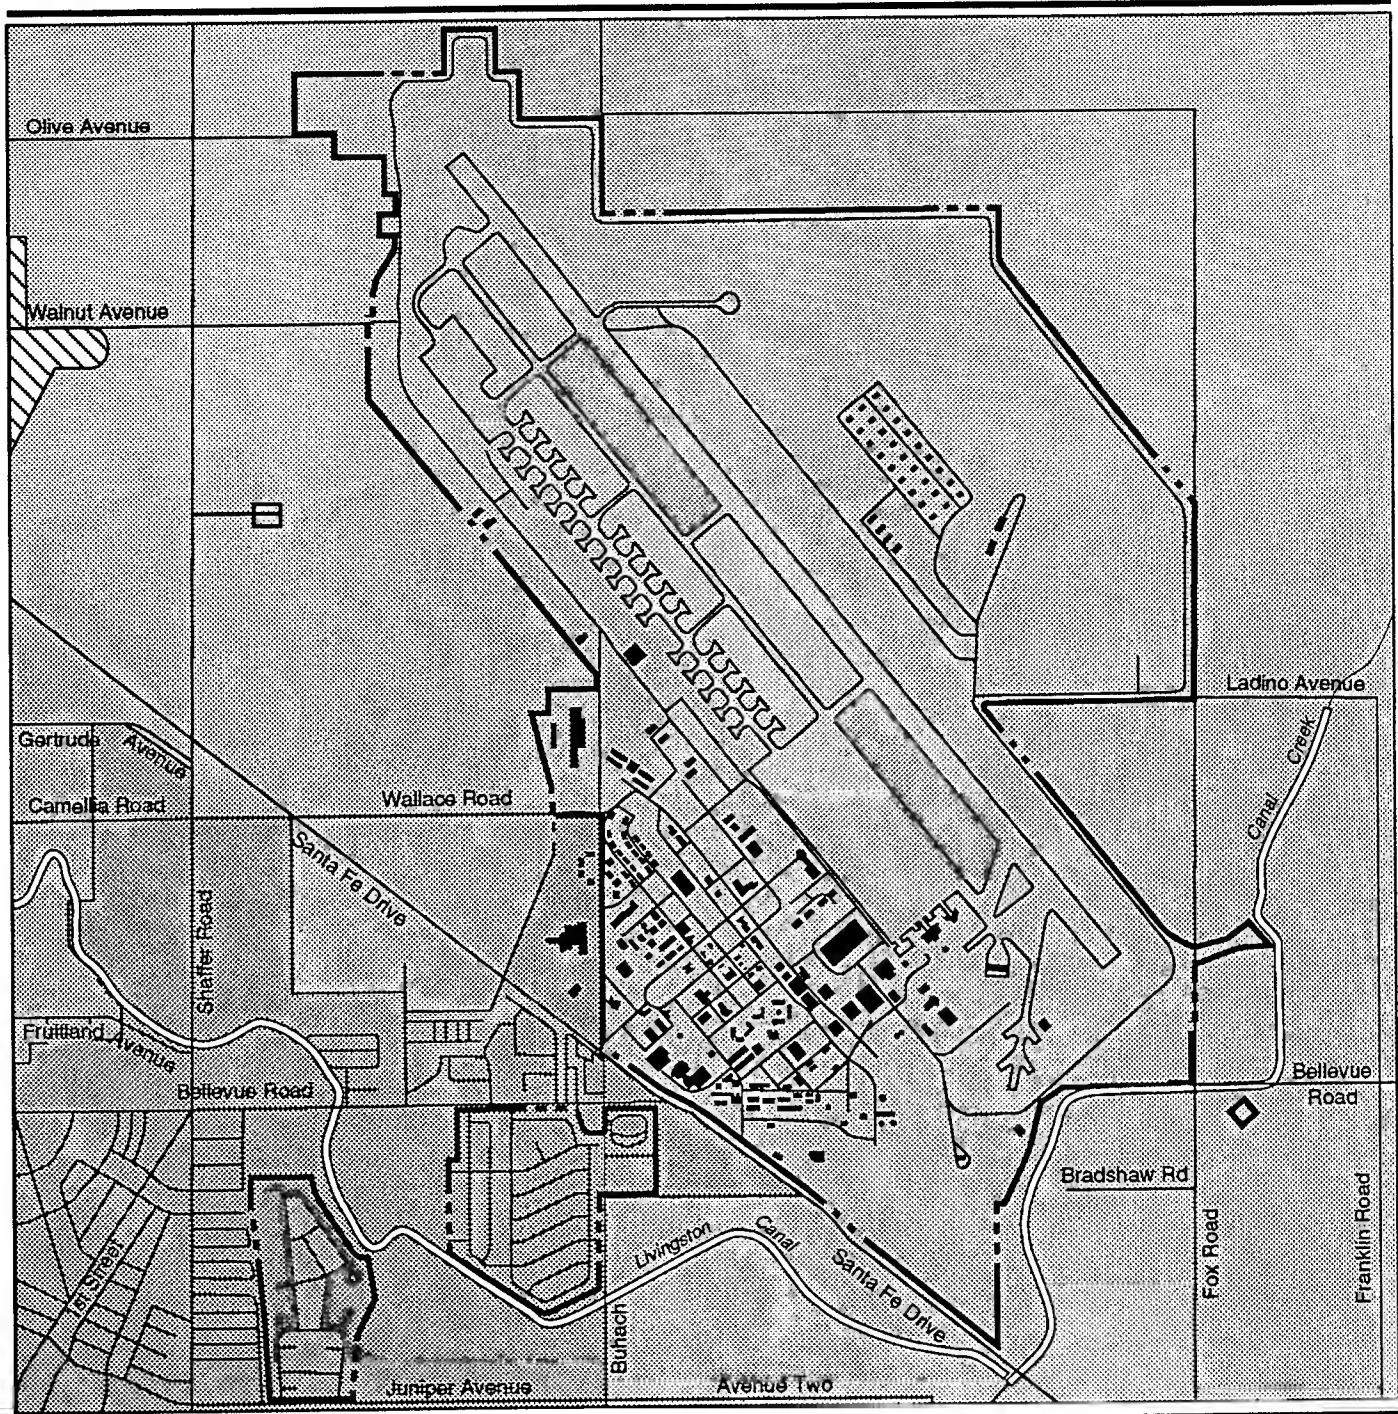 Olive Avenue
Walnut Avenue
Ladino Avenue
Gertrude Avenue
Canal Creek
Camellia Road
Wallace Road
Santa Fe Drive
Shaffer Road
Fruitland Avenue
Bellevue Road
Bellevue
Road
Bradshaw Rd
1st Street
Livingston Canal
Santa Fe Drive
Fox Road
Franklin Road
Buhach
Juniper Avenue
Avenue Two